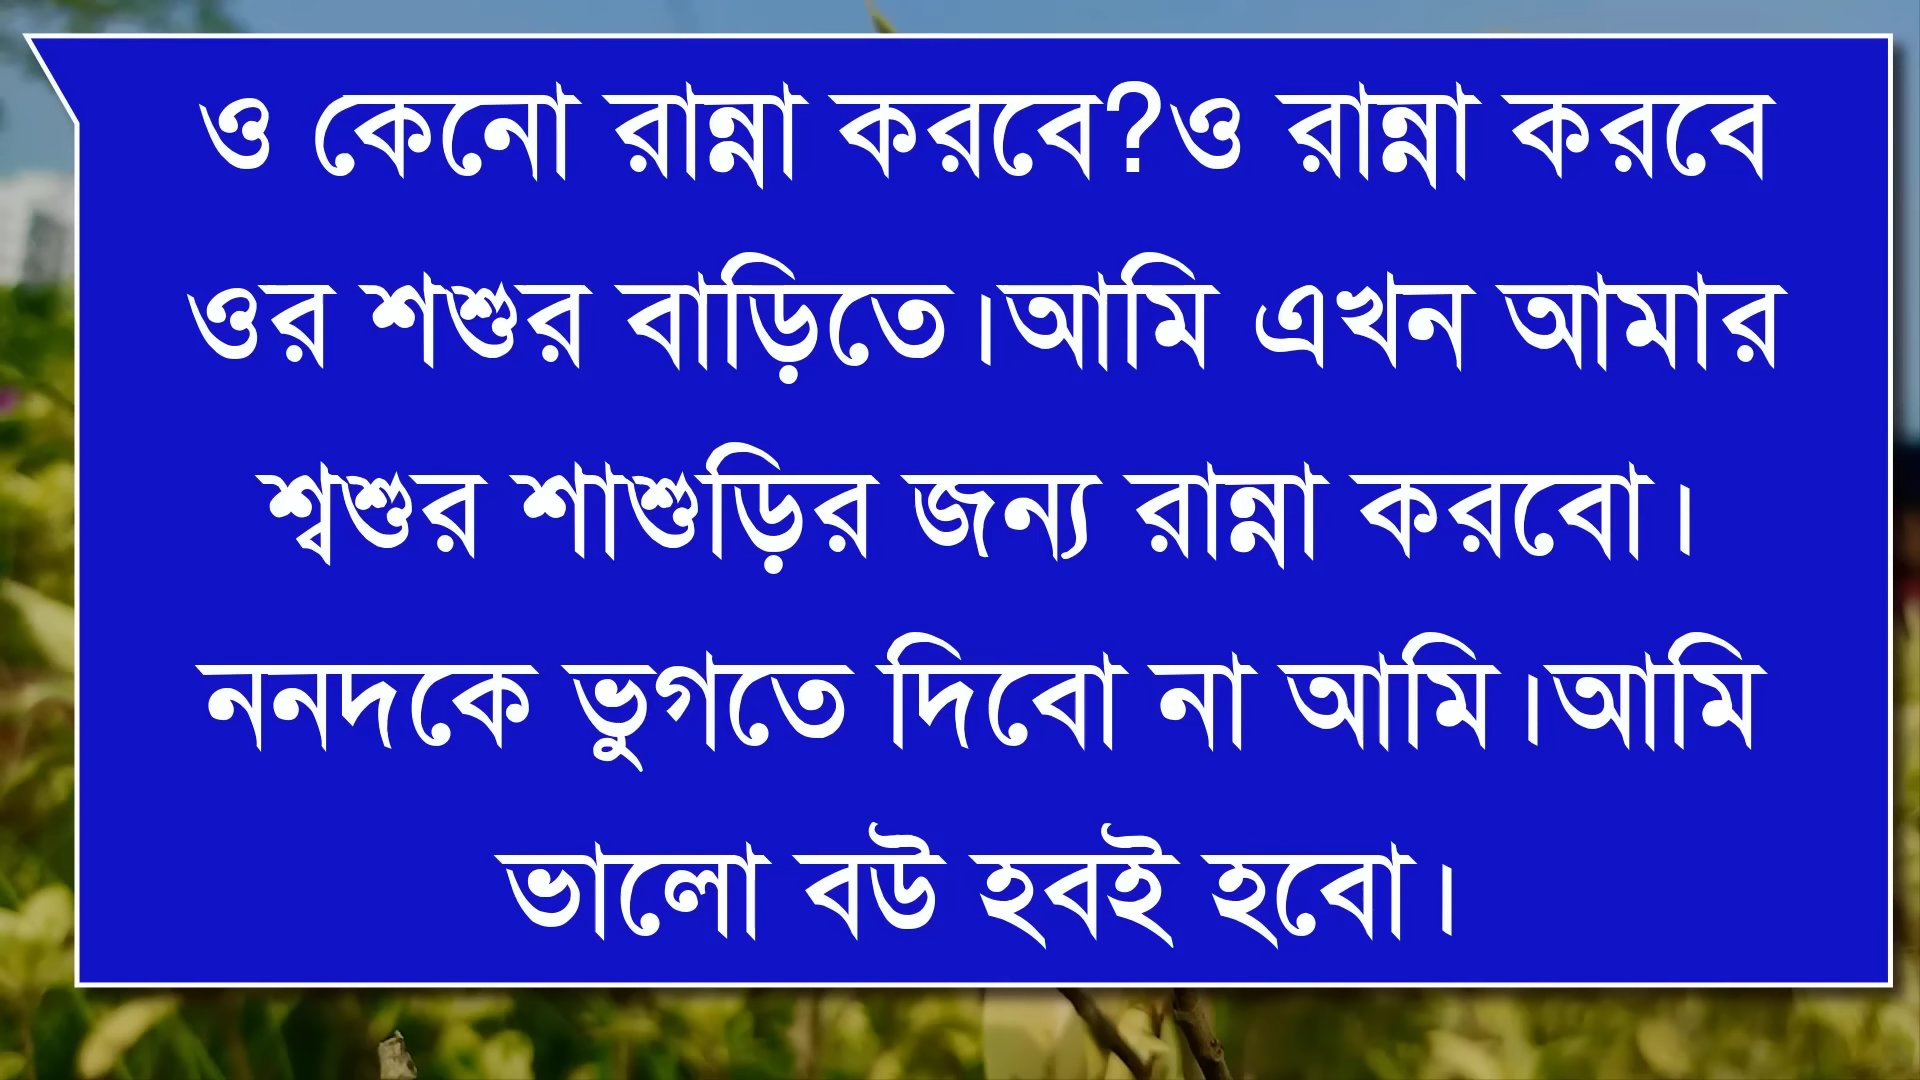 ও কেনো রান্না করবে?ও রান্না করবে
ওর শশুর বাড়িতে।আমি এখন আমার
শ্বশুর শাশুড়ির জন্য রান্না করবো।
ননদকে ভুগতে দিবো না আমি।আমি
ভালো বউ হবই হবো।